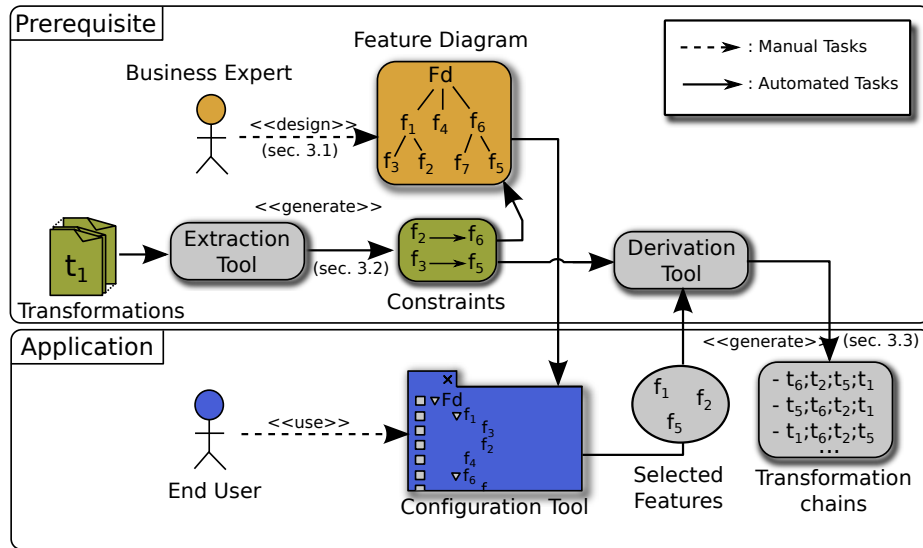 Prerequisite
Feature Diagram
: Manual Tasks
: Automated Tasks
Business Expert
<<design>>
(sec. 3.1)
Fd
f1 f4 f6
f3 f2 f7 f5
<<generate>>
(sec. 3.2)
t1
Transformations
Extraction
Tool
f2 f6
f3 f5
Constraints
Derivation
Tool
Application
<<generate>> (sec. 3.3)
<<use>>
End User
x
Fd
f1
f3
f2
f4
f6
Configuration Tool
f1 f2
f5
Selected
Features
- t6;t2;t5;t1
- t5;t6;t2;t1
- t1;t6;t2;t5
...
Transformation
chains